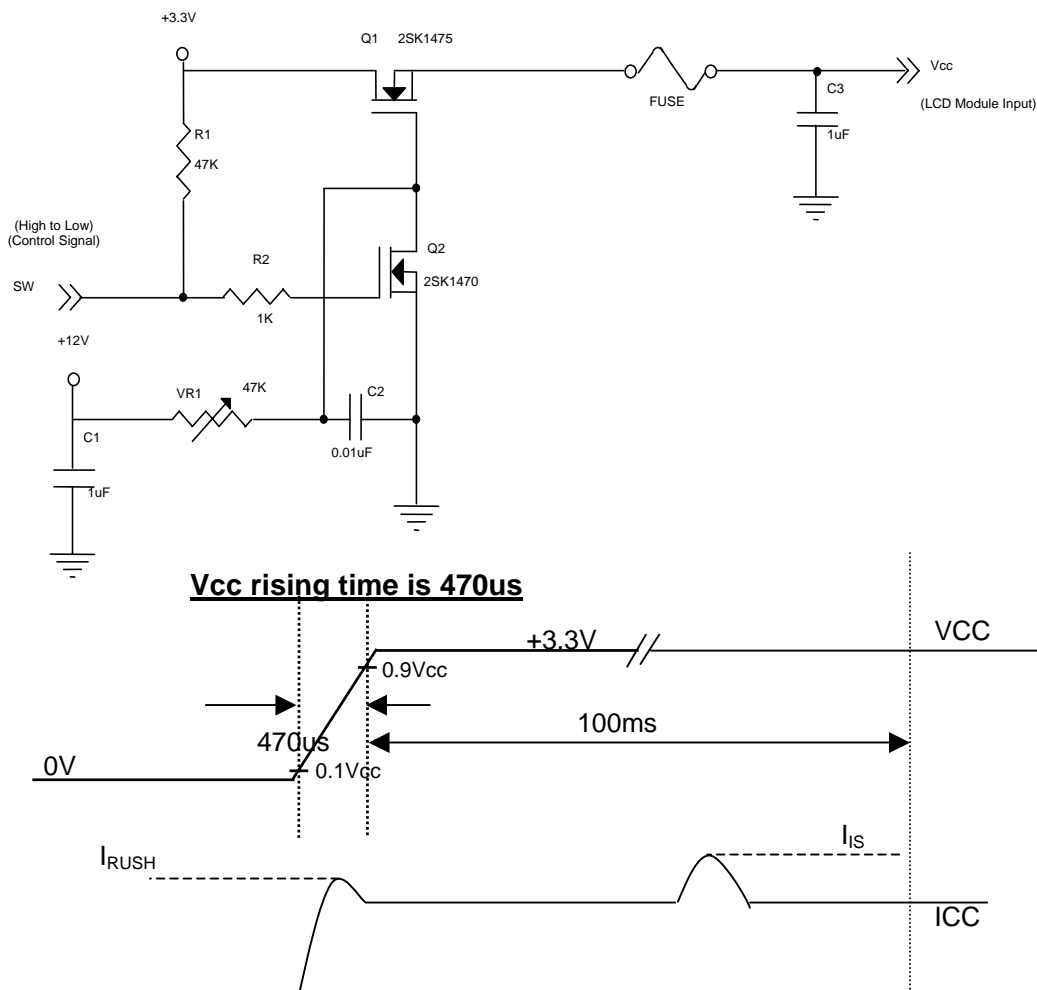 +3.3V
Q1 2SK1475
R1
47K
FUSE
C3
1uF
Vcc
(LCD Module Input)
(High to Low)
(Control Signal)
SW
R2
1K
Q2
2SK1470
+12V
VR1 47K
C1
1uF
C2
0.01uF
Vcc rising time is 470us
+3.3V
VCC
0.9Vcc
470us
100ms
0V
0.1Vcc
IRUSH
IIS
ICC